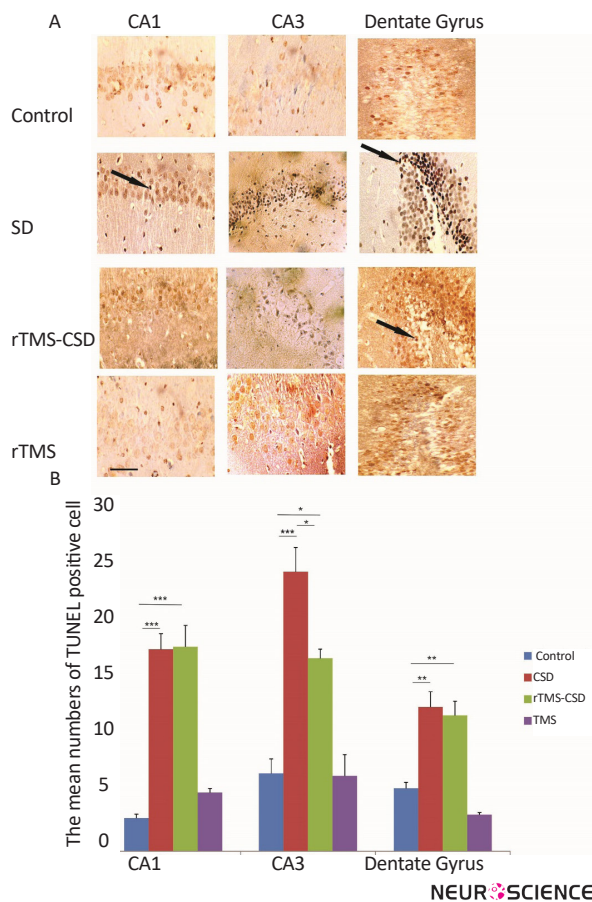 A
CA1 CA3 Dentate Gyrus
Control
SD
rTMS-CSD
rTMS
B
The mean numbers of TUNEL positive cell
30
25
20
15
10
5
0
*** ***
* *** *
** **
Control
CSD
rTMS-CSD
TMS
CA1 CA3 Dentate Gyrus
NEUROSCIENCE